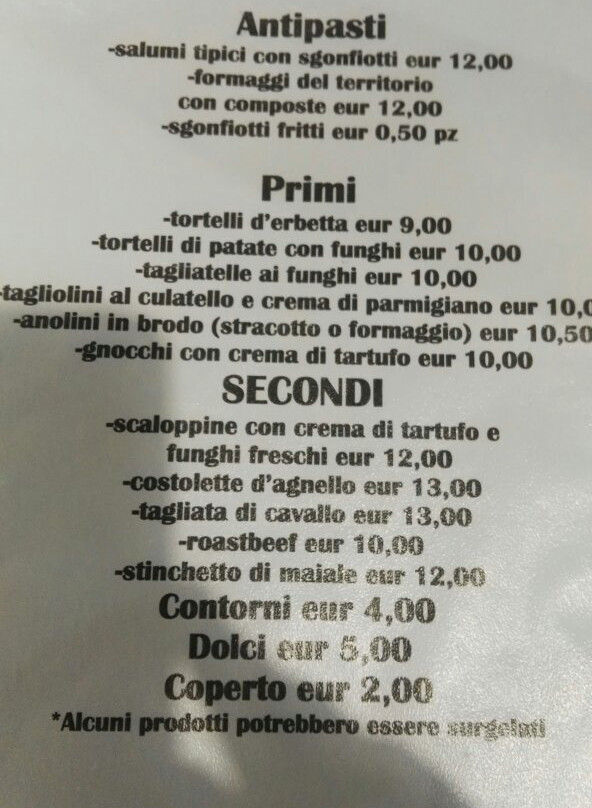 Antipasti
-salumi tipici con sgonfiotti eur 12,00
-formaggi del territorio
con composte eur 12,00
-sgonfiotti fritti eur 0,50 pz
Primi
-tortelli d'erbetta eur 9,00
-tortelli di patate con funghi eur 10,00
-tagliatelle ai funghi eur 10,00
-tagliolini al culatello e crema di parmigiano eur 10,0
-anolini in brodo (stracotto o formaggio) eur 10,50
-gnocchi con crema di tartufo eur 10,00
SECONDI
-scaloppine con crema di tartufo e
funghi freschi eur 12,00
-costolette d'agnello eur 13,00
-tagliata di cavallo eur 13,00
-roastbeef eur 10,00
-stinchetto di maiale eur 12,00
Contorni eur 4,00
Dolci eur 5,00
Coperto eur 2,00
*Alcuni prodotti potrebbero essere surgelati